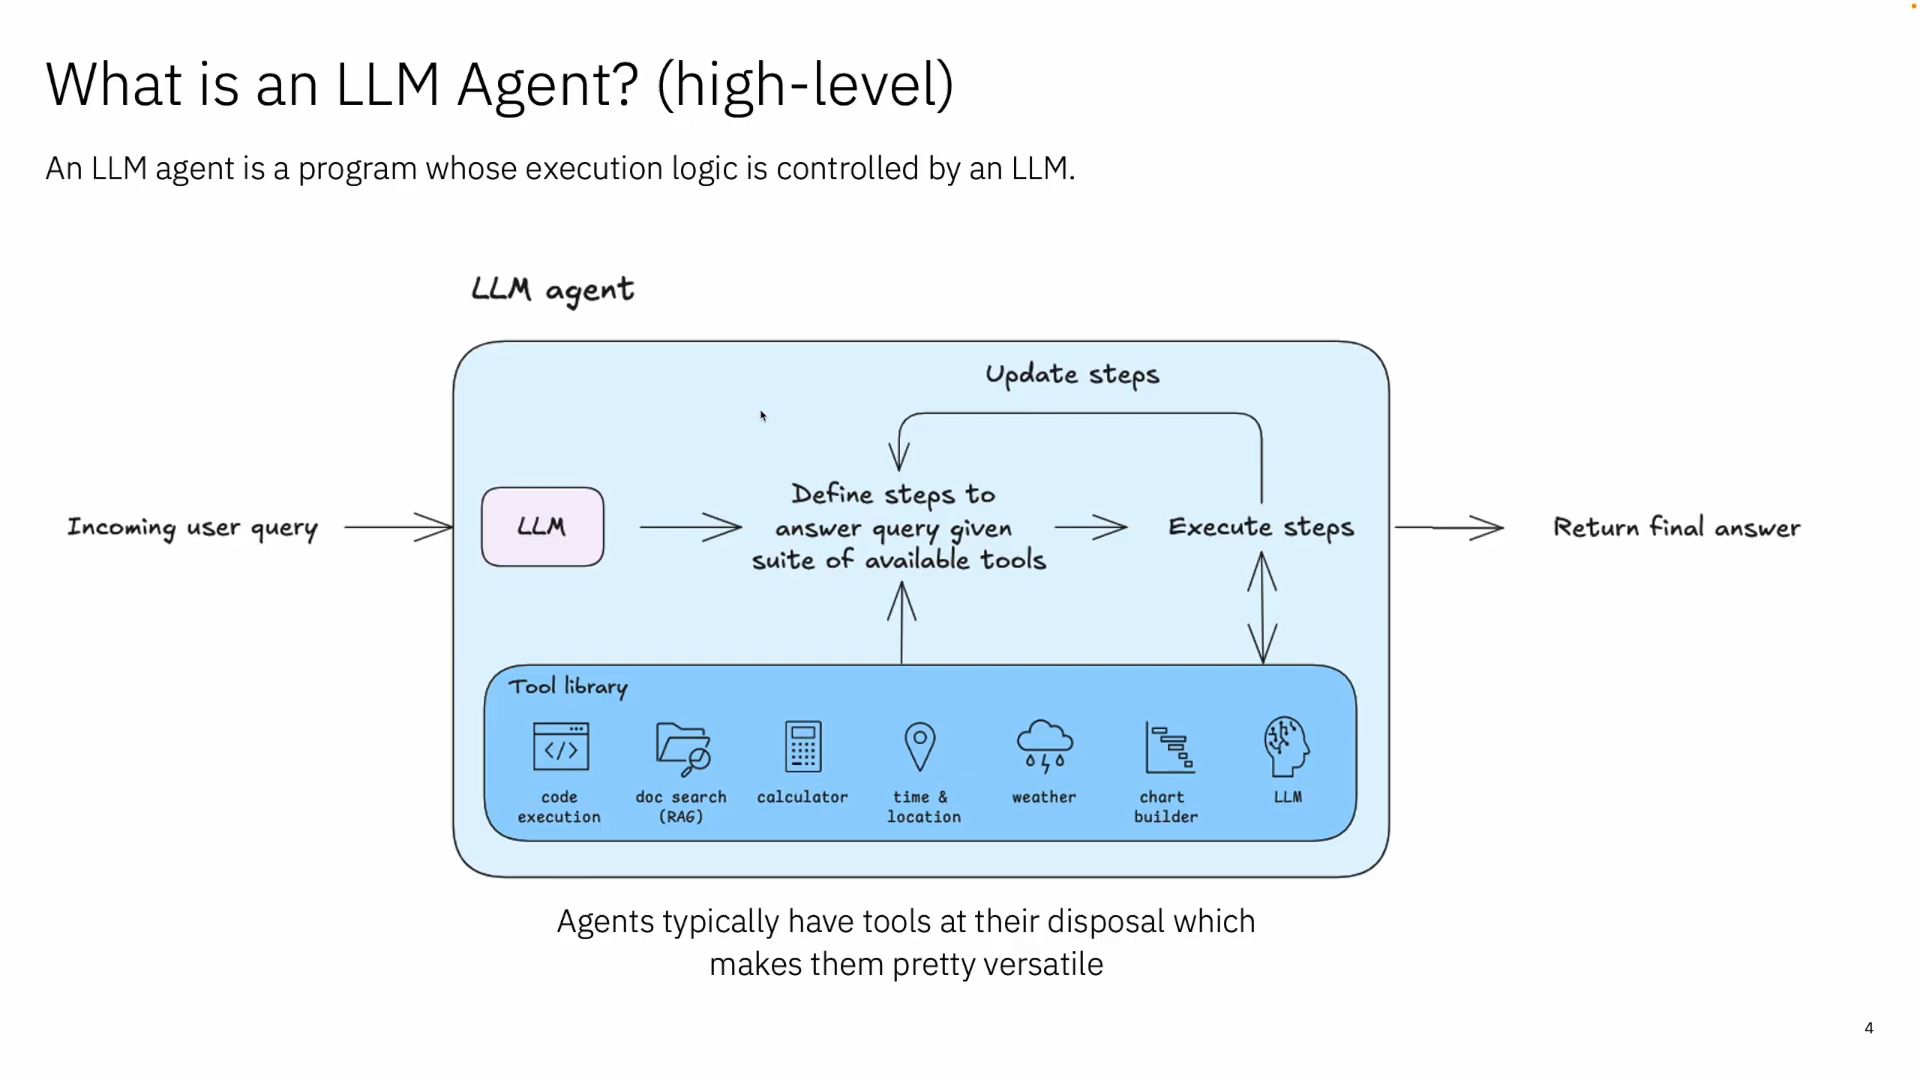 What is an LLM Agent? (high-level)
An LLM agent is a program whose execution logic is controlled by an LLM.
LLM agent
Update steps
Incoming user query
LLM
Define steps to
answer query given
suite of available tools
Execute steps
Return final answer
Tool library
</>
code
execution
doc search
(RAG)
calculator
time &
location
weather
chart
builder
LLM
Agents typically have tools at their disposal which
makes them pretty versatile
4